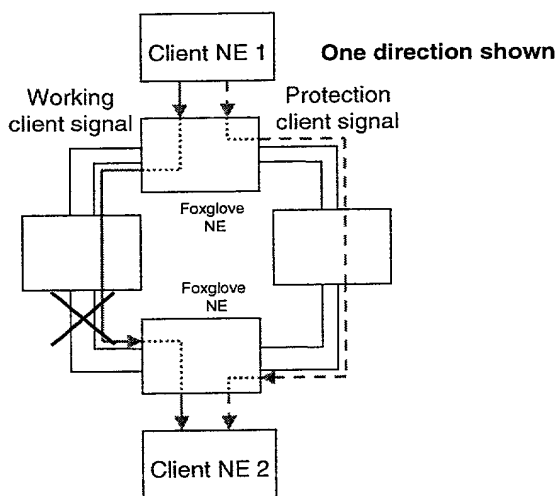 Client NE 1
One direction shown
Working
client signal
Protection
client signal
Foxglove
NE
Foxglove
NE
Client NE 2